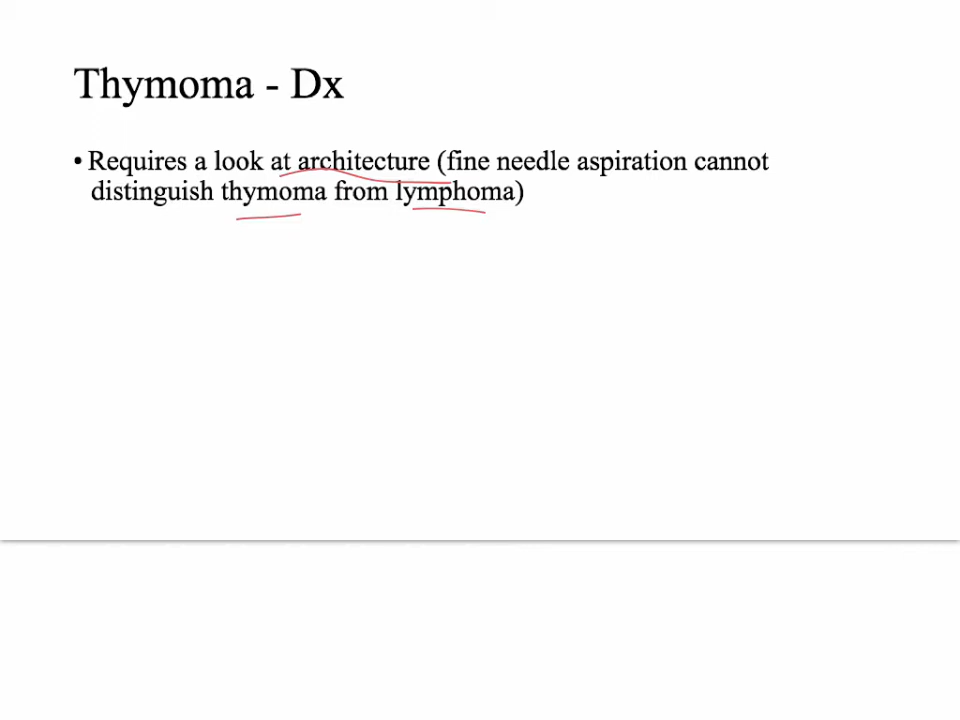 Thymoma - Dx
• Requires a look at architecture (fine needle aspiration cannot
distinguish thymoma from lymphoma)